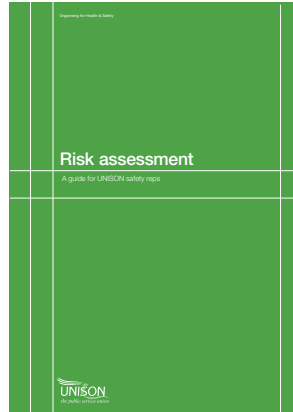 Organising for Health & Safety
Risk assessment
A guide for UNISON safety reps
UNISON
the public service union